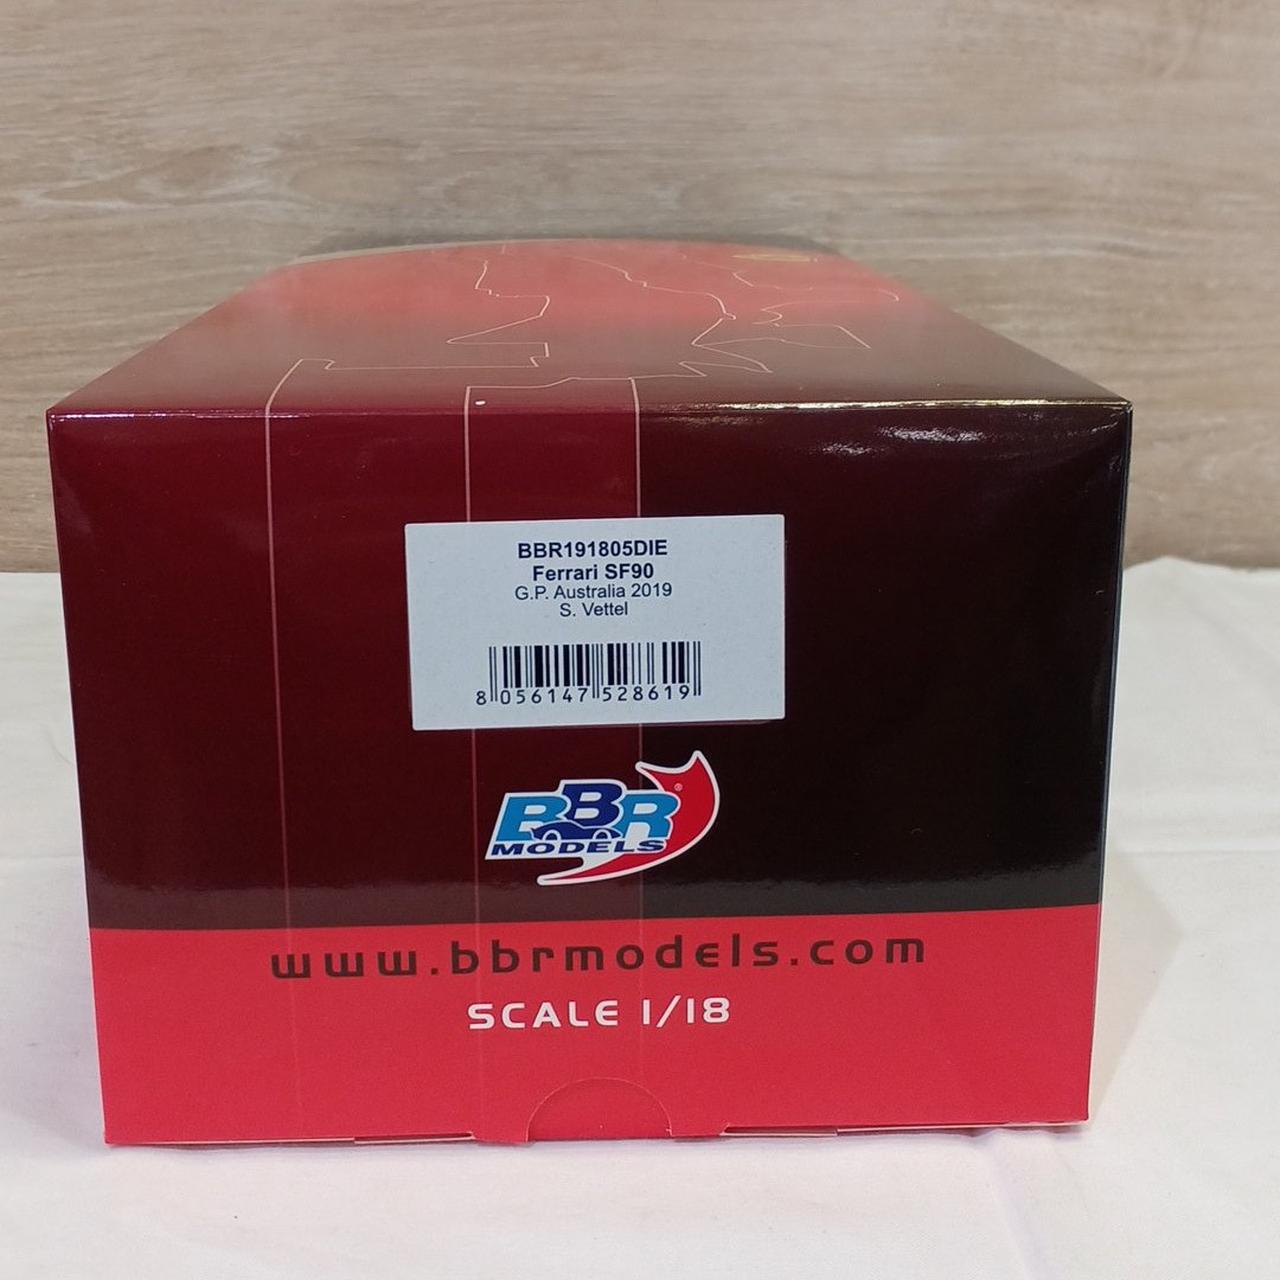 BBR191805DIE
Ferrari SF90
G.P. Australia 2019
S. Vettel
8 056147 528619
BBR
MODELS
www.bbrmodels.com
SCALE 1/18